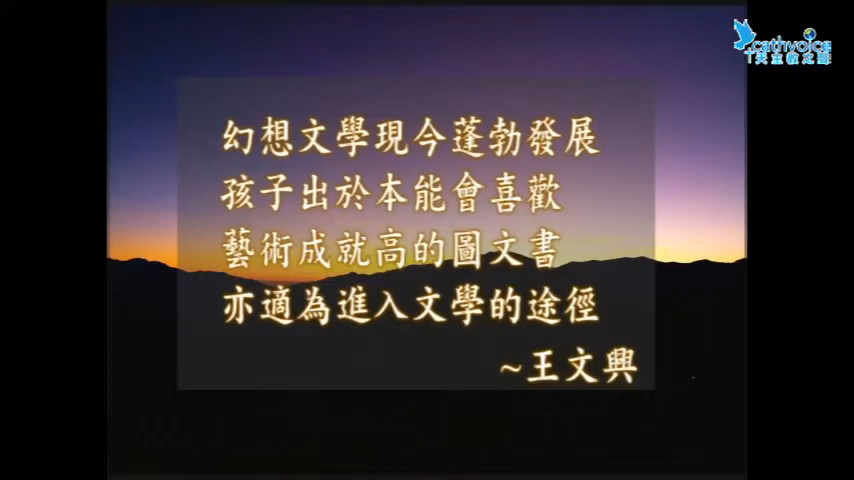 cathvoice
天主教之聲
幻想文學現今蓬勃發展
孩子出於本能會喜歡
藝術成就高的圖文書
亦適為進入文學的途徑
~王文興